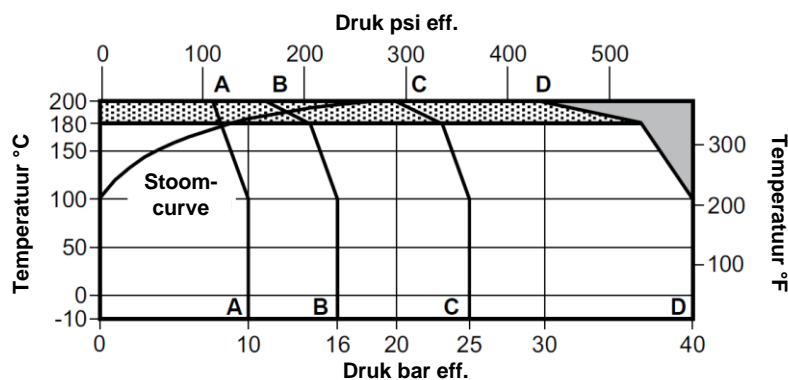 Druk psi eff.
0 100 200 300 400 500
A B C D
200
180
150
100
50
0
-10
Temperatuur °C
Stoom-
curve
300
200
100
Temperatuur °F
A B C D
0 10 16 20 25 30 40
Druk bar eff.